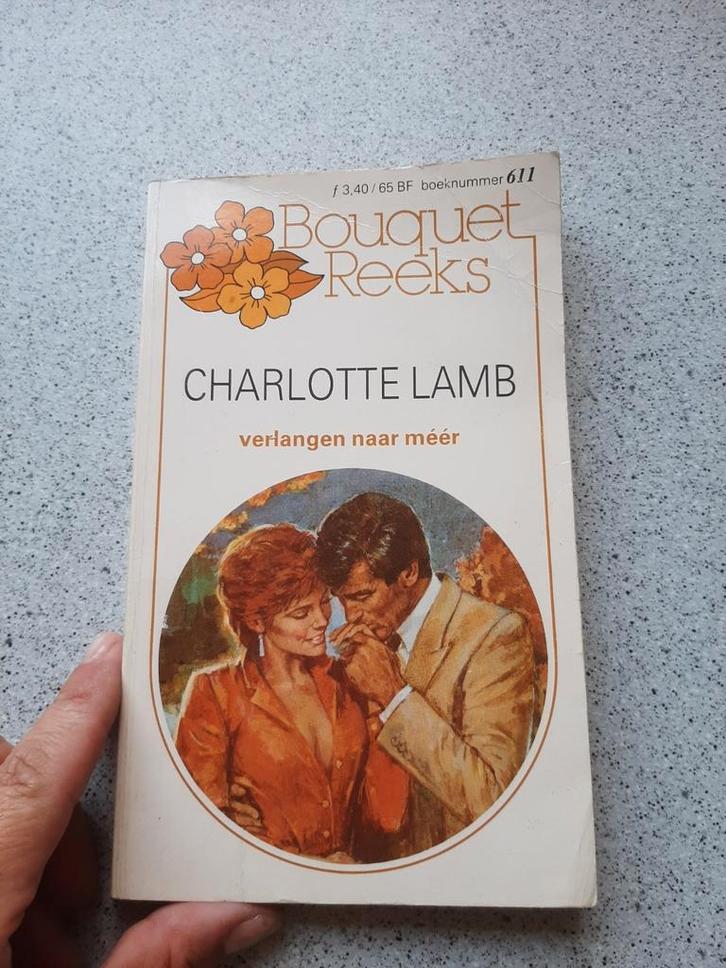 ƒ 3,40 / 65 BF boeknummer 611
Bouquet
Reeks
CHARLOTTE LAMB
verlangen naar méér